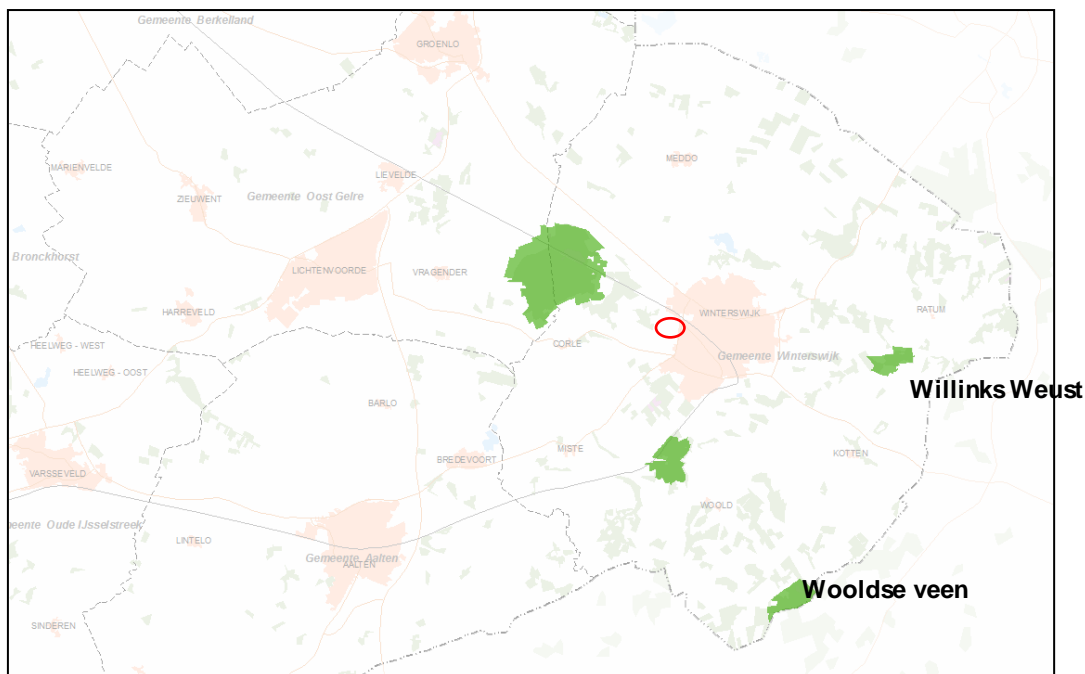 Gemeente Berkelland
GROENLO
MARIENVELDE
LIEVELDE
MEDDO
ZIEUWENT
Gemeente Oost Gelre
Bronckhorst
LICHTENVOORDE
VRAGENDER
HARREVELD
WINTERSWIJK
RATUM
HEELWEG - WEST
CORLE
Gemeente Winterswijk
HEELWEG - OOST
Willinks Weust
BARLO
MISTE
BREDEVOORT
KOTTEN
VARSSEVELD
WOOLD
eente Oude IJsselstreek
LINTELO
Gemeente Aalten
AALTEN
Wooldse veen
SINDEREN